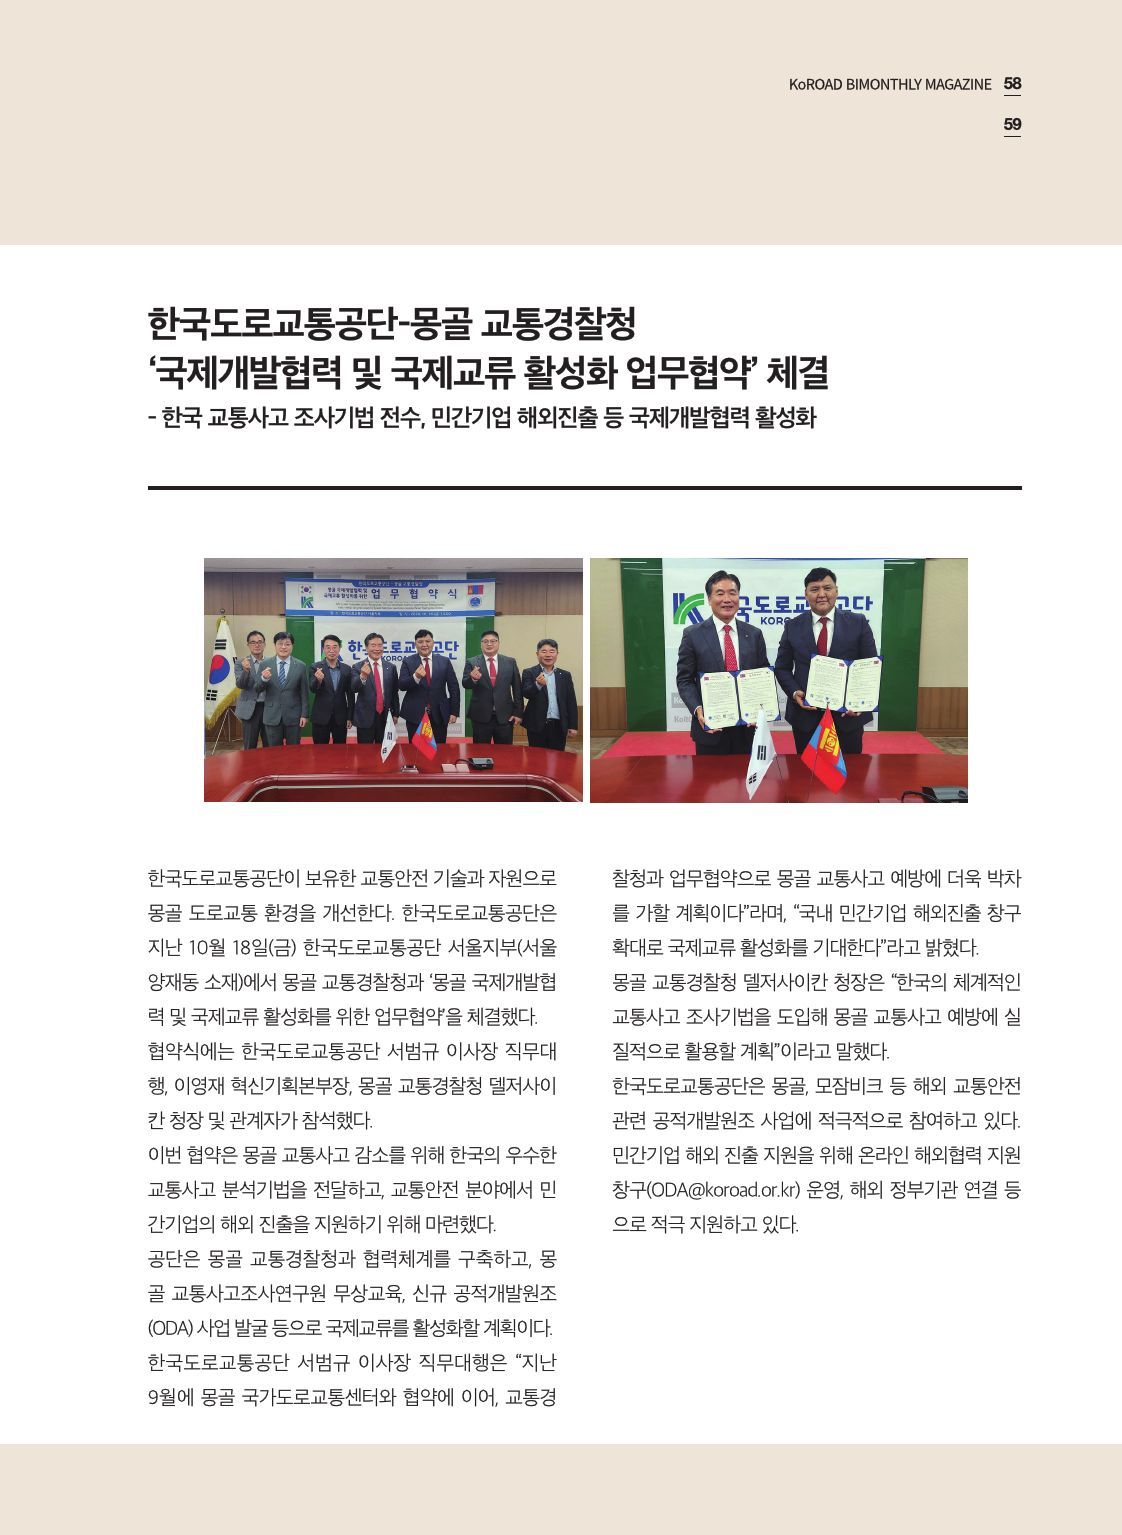 KoROAD BIMONTHLY MAGAZINE 58
59
한국도로교통공단-몽골 교통경찰청
‘국제개발협력 및 국제교류 활성화 업무협약’ 체결
- 한국 교통사고 조사기법 전수, 민간기업 해외진출 등 국제개발협력 활성화
한국도로교통공단 - 몽골 교통경찰청
몽골 국제개발협력 및
국제교류 활성화를 위한 업무협약식
한국도로교통공단이 보유한 교통안전 기술과 자원으로
몽골 도로교통 환경을 개선한다. 한국도로교통공단은
지난 10월 18일(금) 한국도로교통공단 서울지부(서울
양재동 소재)에서 몽골 교통경찰청과 ‘몽골 국제개발협
력 및 국제교류 활성화를 위한 업무협약’을 체결했다.
협약식에는 한국도로교통공단 서범규 이사장 직무대
행, 이영재 혁신기획본부장, 몽골 교통경찰청 델저사이
칸 청장 및 관계자가 참석했다.
이번 협약은 몽골 교통사고 감소를 위해 한국의 우수한
교통사고 분석기법을 전달하고, 교통안전 분야에서 민
간기업의 해외 진출을 지원하기 위해 마련했다.
공단은 몽골 교통경찰청과 협력체계를 구축하고, 몽
골 교통사고조사연구원 무상교육, 신규 공적개발원조
(ODA) 사업 발굴 등으로 국제교류를 활성화할 계획이다.
한국도로교통공단 서범규 이사장 직무대행은 “지난
9월에 몽골 국가도로교통센터와 협약에 이어, 교통경
찰청과 업무협약으로 몽골 교통사고 예방에 더욱 박차
를 가할 계획이다”라며, “국내 민간기업 해외진출 창구
확대로 국제교류 활성화를 기대한다”라고 밝혔다.
몽골 교통경찰청 델저사이칸 청장은 “한국의 체계적인
교통사고 조사기법을 도입해 몽골 교통사고 예방에 실
질적으로 활용할 계획”이라고 말했다.
한국도로교통공단은 몽골, 모잠비크 등 해외 교통안전
관련 공적개발원조 사업에 적극적으로 참여하고 있다.
민간기업 해외 진출 지원을 위해 온라인 해외협력 지원
창구(ODA@koroad.or.kr) 운영, 해외 정부기관 연결 등
으로 적극 지원하고 있다.